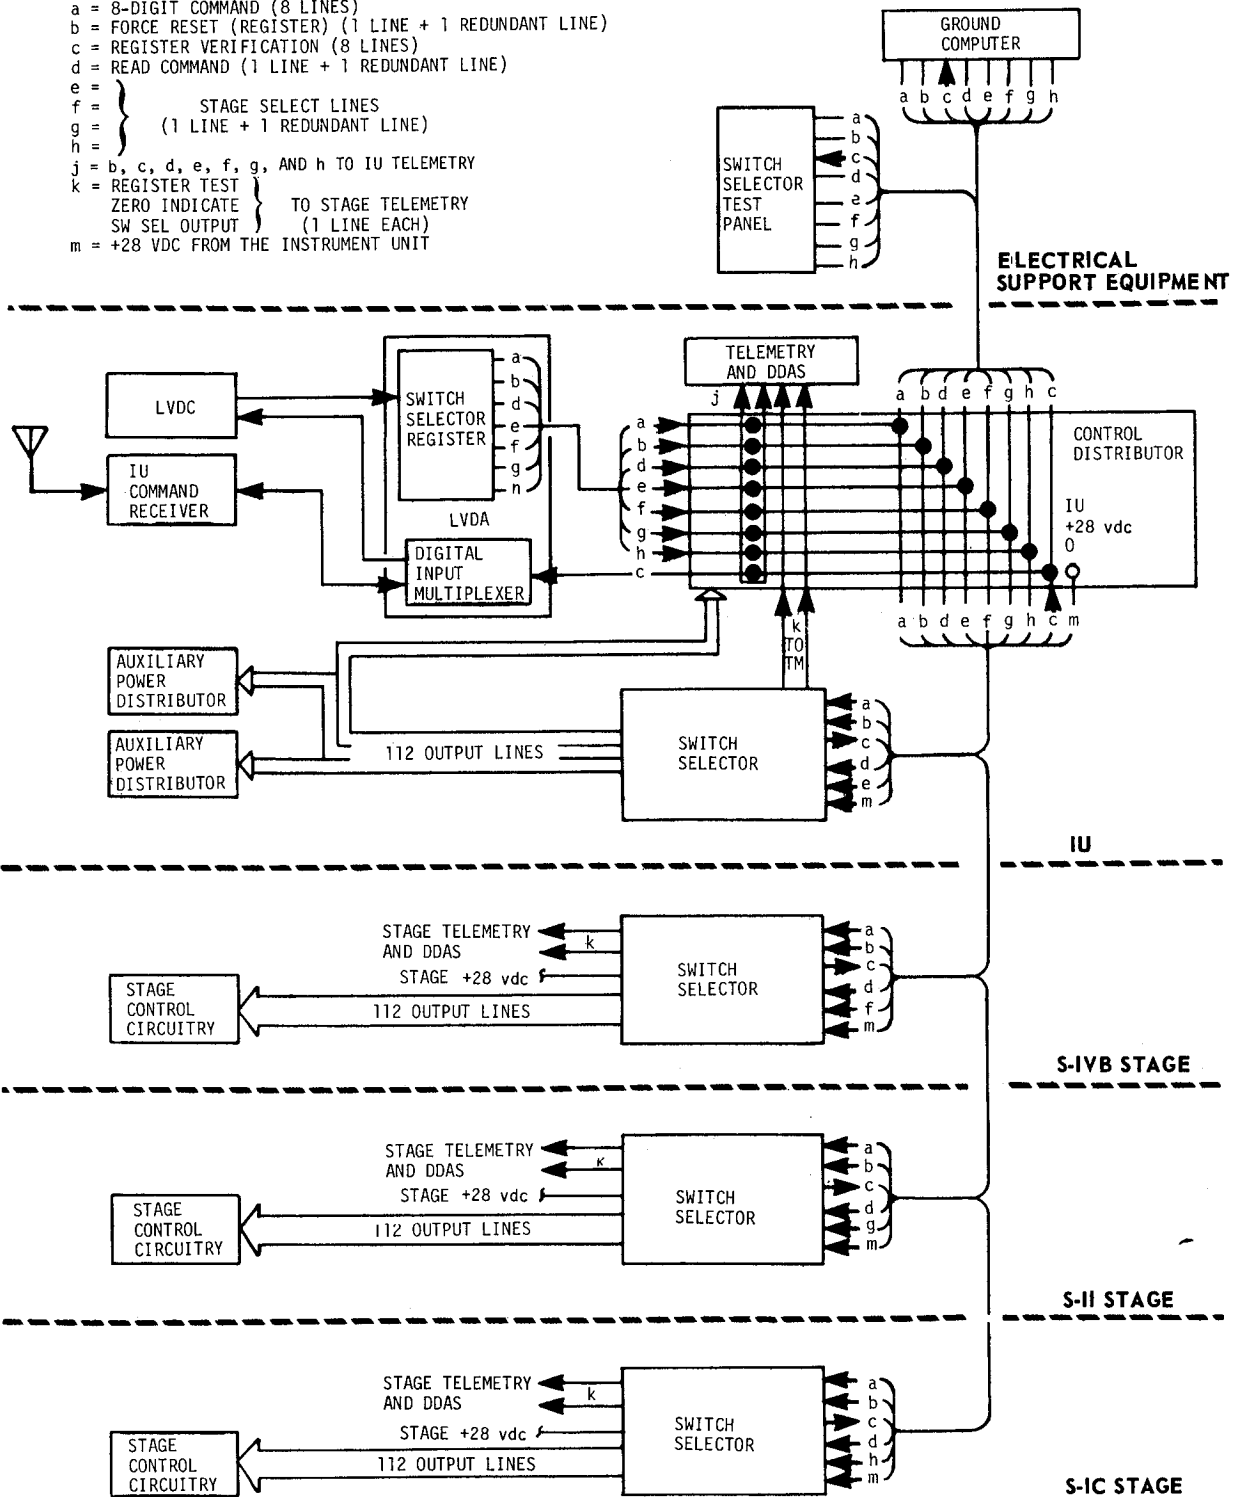 a = 8-DIGIT COMMAND (8 LINES)
b = FORCE RESET (REGISTER) (1 LINE + 1 REDUNDANT LINE)
c = REGISTER VERIFICATION (8 LINES)
d = READ COMMAND (1 LINE + 1 REDUNDANT LINE)
e =
f =
g =
h =
STAGE SELECT LINES
(1 LINE + 1 REDUNDANT LINE)
j = b, c, d, e, f, g, AND h TO IU TELEMETRY
k = REGISTER TEST
ZERO INDICATE
SW SEL OUTPUT
TO STAGE TELEMETRY
(1 LINE EACH)
m = +28 VDC FROM THE INSTRUMENT UNIT
GROUND
COMPUTER
a b c d e f g h
SWITCH
SELECTOR
TEST
PANEL
a
b
c
d
e
f
g
h
ELECTRICAL
SUPPORT EQUIPMENT
LVDC
IU
COMMAND
RECEIVER
SWITCH
SELECTOR
REGISTER
a
b
d
e
f
g
h
LVDA
DIGITAL
INPUT
MULTIPLEXER
TELEMETRY
AND DDAS
j
a
b
d
e
f
g
h
c
a b d e f g h c
CONTROL
DISTRIBUTOR
IU
+28 vdc
O
a b d e f g h c m
k
TO
TM
AUXILIARY
POWER
DISTRIBUTOR
AUXILIARY
POWER
DISTRIBUTOR
112 OUTPUT LINES
SWITCH
SELECTOR
a
b
c
d
e
m
IU
STAGE TELEMETRY
AND DDAS
k
STAGE +28 vdc
112 OUTPUT LINES
STAGE
CONTROL
CIRCUITRY
SWITCH
SELECTOR
a
b
c
d
f
m
S-IVB STAGE
STAGE TELEMETRY
AND DDAS
k
STAGE +28 vdc
112 OUTPUT LINES
STAGE
CONTROL
CIRCUITRY
SWITCH
SELECTOR
a
b
c
d
g
m
S-II STAGE
STAGE TELEMETRY
AND DDAS
k
STAGE +28 vdc
112 OUTPUT LINES
STAGE
CONTROL
CIRCUITRY
SWITCH
SELECTOR
a
b
c
d
h
m
S-IC STAGE